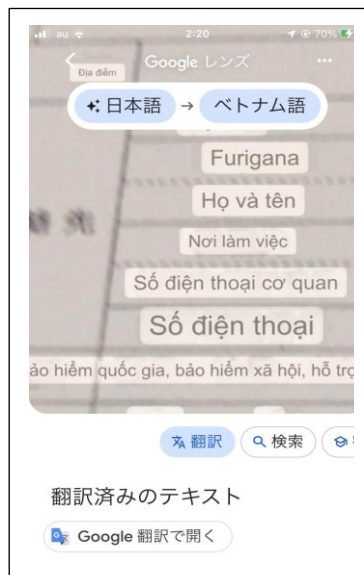 au 2:20 70%
Địa điểm
Google レンズ
日本語 → ベトナム語
Furigana
Họ và tên
Nơi làm việc
Số điện thoại cơ quan
Số điện thoại
ảo hiểm quốc gia, bảo hiểm xã hội, hỗ trợ
翻訳 検索
翻訳済みのテキスト
Google 翻訳で開く